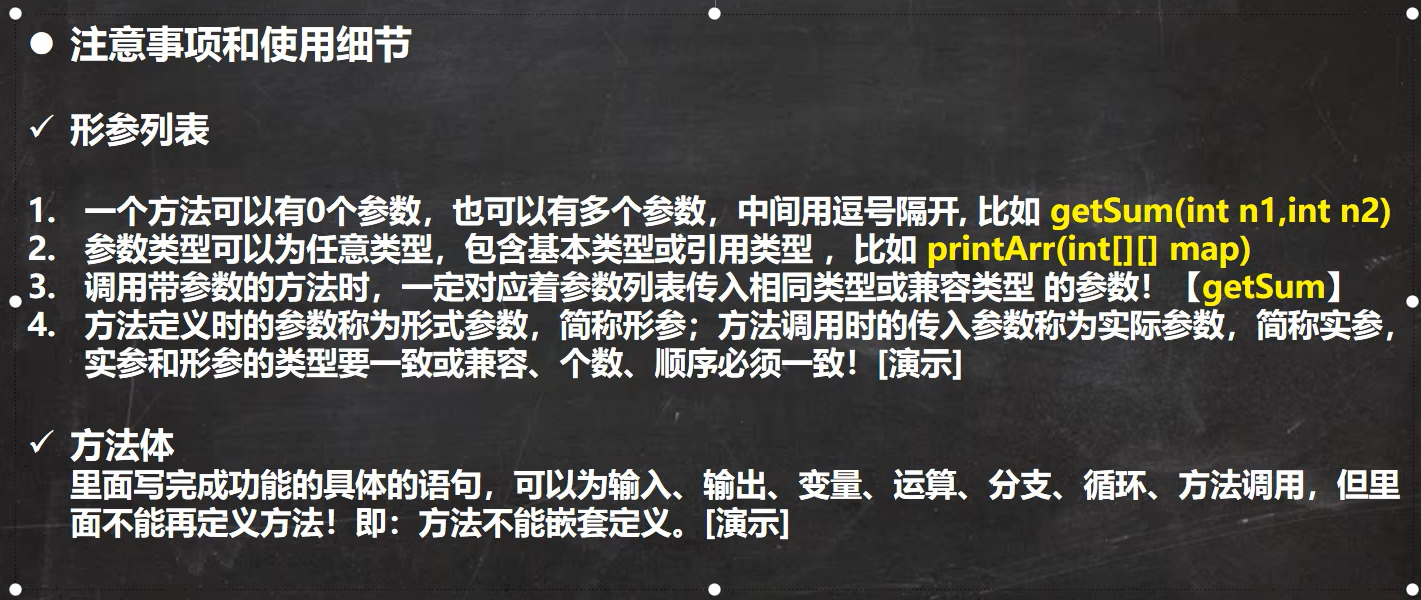 ● 注意事项和使用细节
✓ 形参列表
1. 一个方法可以有0个参数，也可以有多个参数，中间用逗号隔开, 比如 getSum(int n1,int n2)
2. 参数类型可以为任意类型，包含基本类型或引用类型 ，比如 printArr(int[][] map)
3. 调用带参数的方法时，一定对应着参数列表传入相同类型或兼容类型 的参数！【getSum】
4. 方法定义时的参数称为形式参数，简称形参；方法调用时的传入参数称为实际参数，简称实参，
实参和形参的类型要一致或兼容、个数、顺序必须一致！[演示]
✓ 方法体
里面写完成功能的具体的语句，可以为输入、输出、变量、运算、分支、循环、方法调用，但里
面不能再定义方法！即：方法不能嵌套定义。[演示]